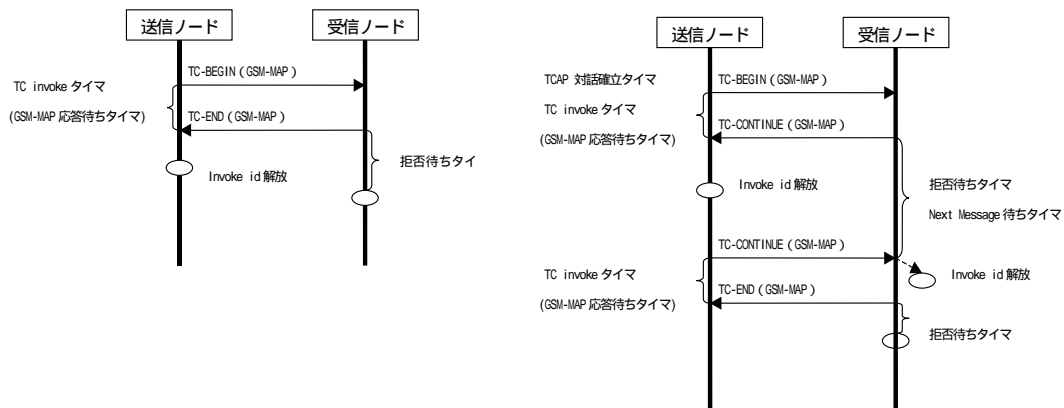 送信ノード
受信ノード
TC-BEGIN（GSM-MAP）
TC invoke タイマ
(GSM-MAP 応答待ちタイマ)
TC-END（GSM-MAP）
拒否待ちタイ
Invoke id 解放
送信ノード
受信ノード
TCAP 対話確立タイマ
TC-BEGIN（GSM-MAP）
TC invoke タイマ
(GSM-MAP 応答待ちタイマ)
TC-CONTINUE（GSM-MAP）
Invoke id 解放
拒否待ちタイマ
Next Message 待ちタイマ
TC-CONTINUE（GSM-MAP）
TC invoke タイマ
Invoke id 解放
(GSM-MAP 応答待ちタイマ)
TC-END（GSM-MAP）
拒否待ちタイマ